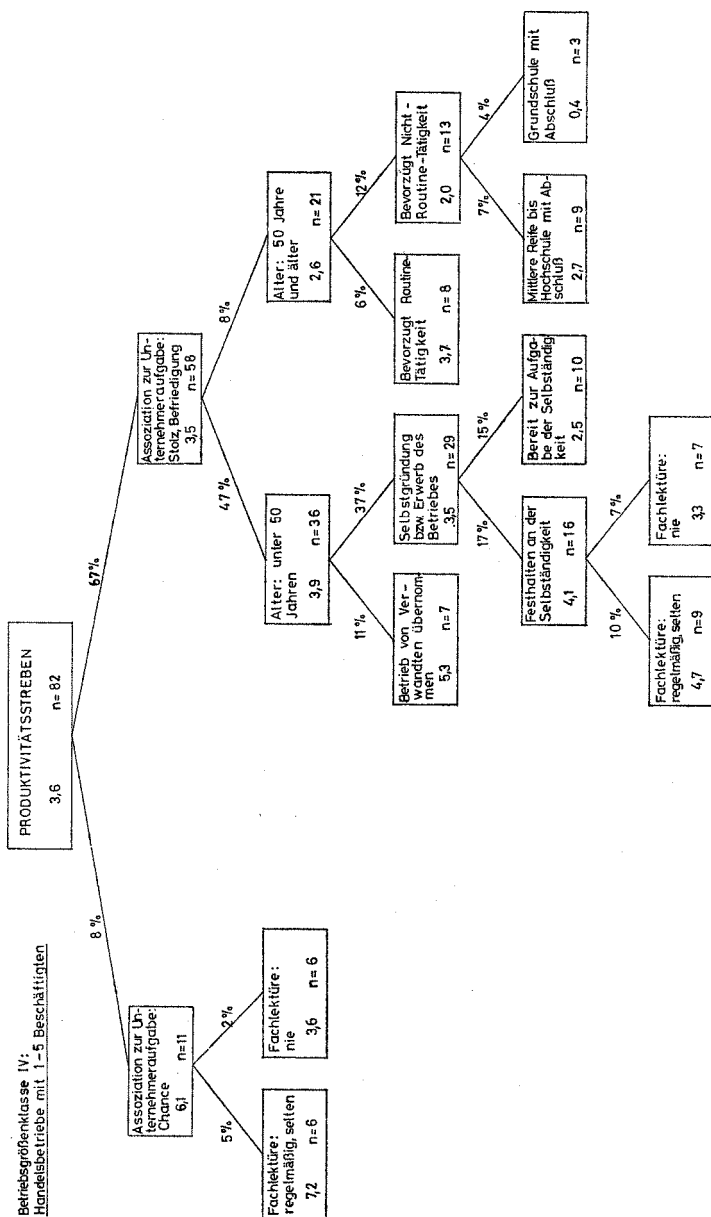 Betriebsgrößenklasse IV:
Handelsbetriebe mit 1-5 Beschäftigten
PRODUKTIVITÄTSSTREBEN
3,6 n=82
8%
67%
Assoziation zur Un-
ternehmeraufgabe:
Chance
6,1 n=11
Assoziation zur Un-
ternehmeraufgabe:
Stolz, Befriedigung
3,5 n=58
5%
2%
47%
8%
Fachlektüre:
regelmäßig, selten
7,2 n=6
Fachlektüre:
nie
3,6 n=6
Alter: unter 50
Jahren
3,9 n=36
Alter: 50 Jahre
und älter
2,6 n=21
11%
37%
6%
12%
Betrieb von Ver-
wandten übernom-
men
5,3 n=7
Selbstgründung
bzw. Erwerb des
Betriebes
3,5 n=29
Bevorzügt Routine-
Tätigkeit
3,7 n=8
Bevorzügt Nicht-
Routine-Tätigkeit
2,0 n=13
17%
15%
7%
4%
Festhalten an der
Selbständigkeit
4,1 n=16
Bereit zur Aufga-
be der Selbständig
keit
2,5 n=10
Mittlere Reife bis
Hochschule mit Ab-
schluß
2,7 n=9
Grundschule mit
Abschluß
0,4 n=3
10%
7%
Fachlektüre:
regelmäßig, selten
4,7 n=9
Fachlektüre:
nie
3,3 n=7